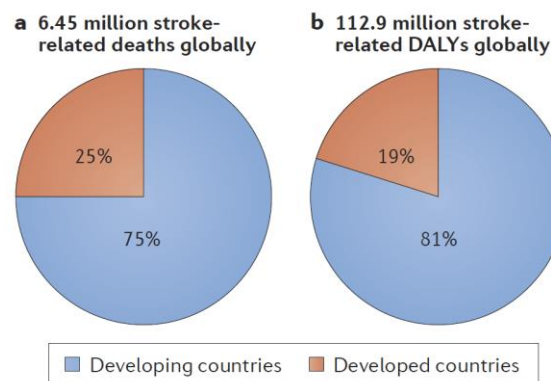 a 6.45 million stroke-
related deaths globally
25%
75%
b 112.9 million stroke-
related DALYs globally
19%
81%
Developing countries
Developed countries